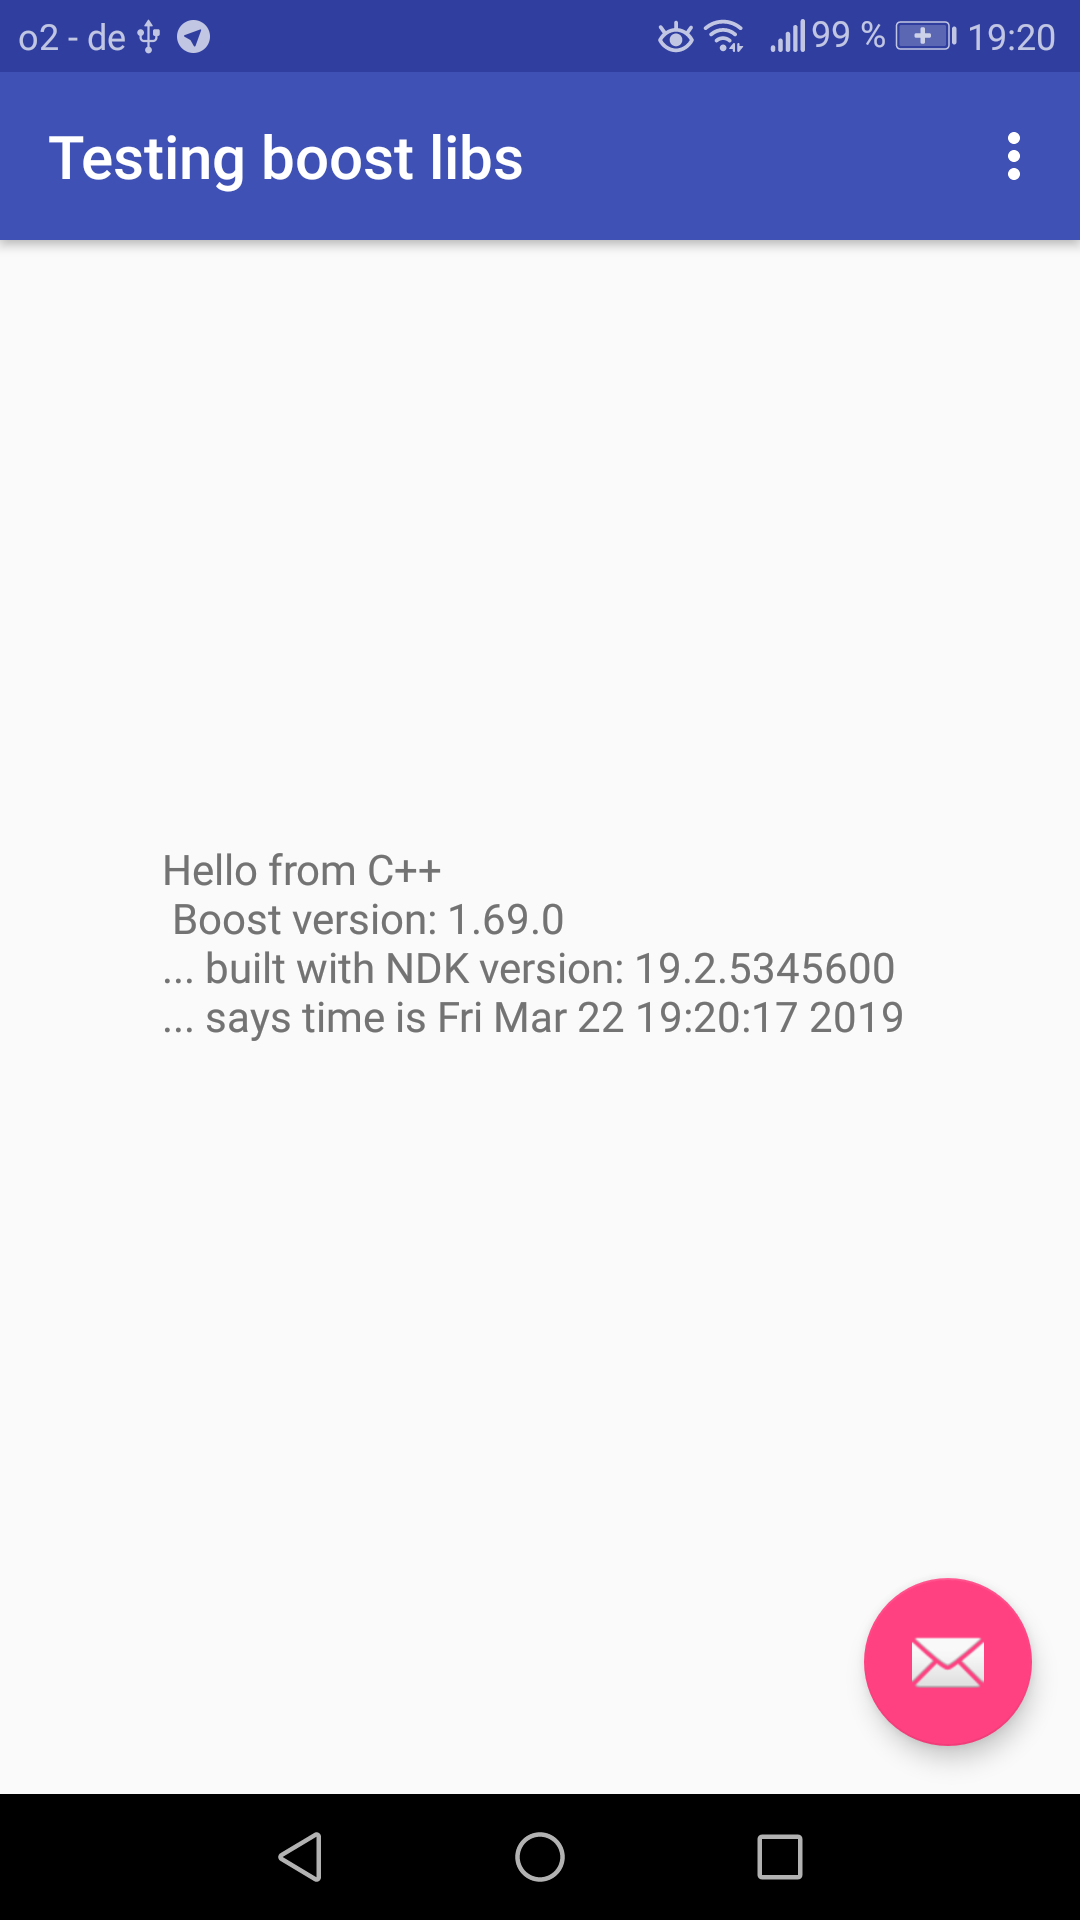 o2 - de 99 % 19:20
Testing boost libs
Hello from C++
Boost version: 1.69.0
... built with NDK version: 19.2.5345600
... says time is Fri Mar 22 19:20:17 2019